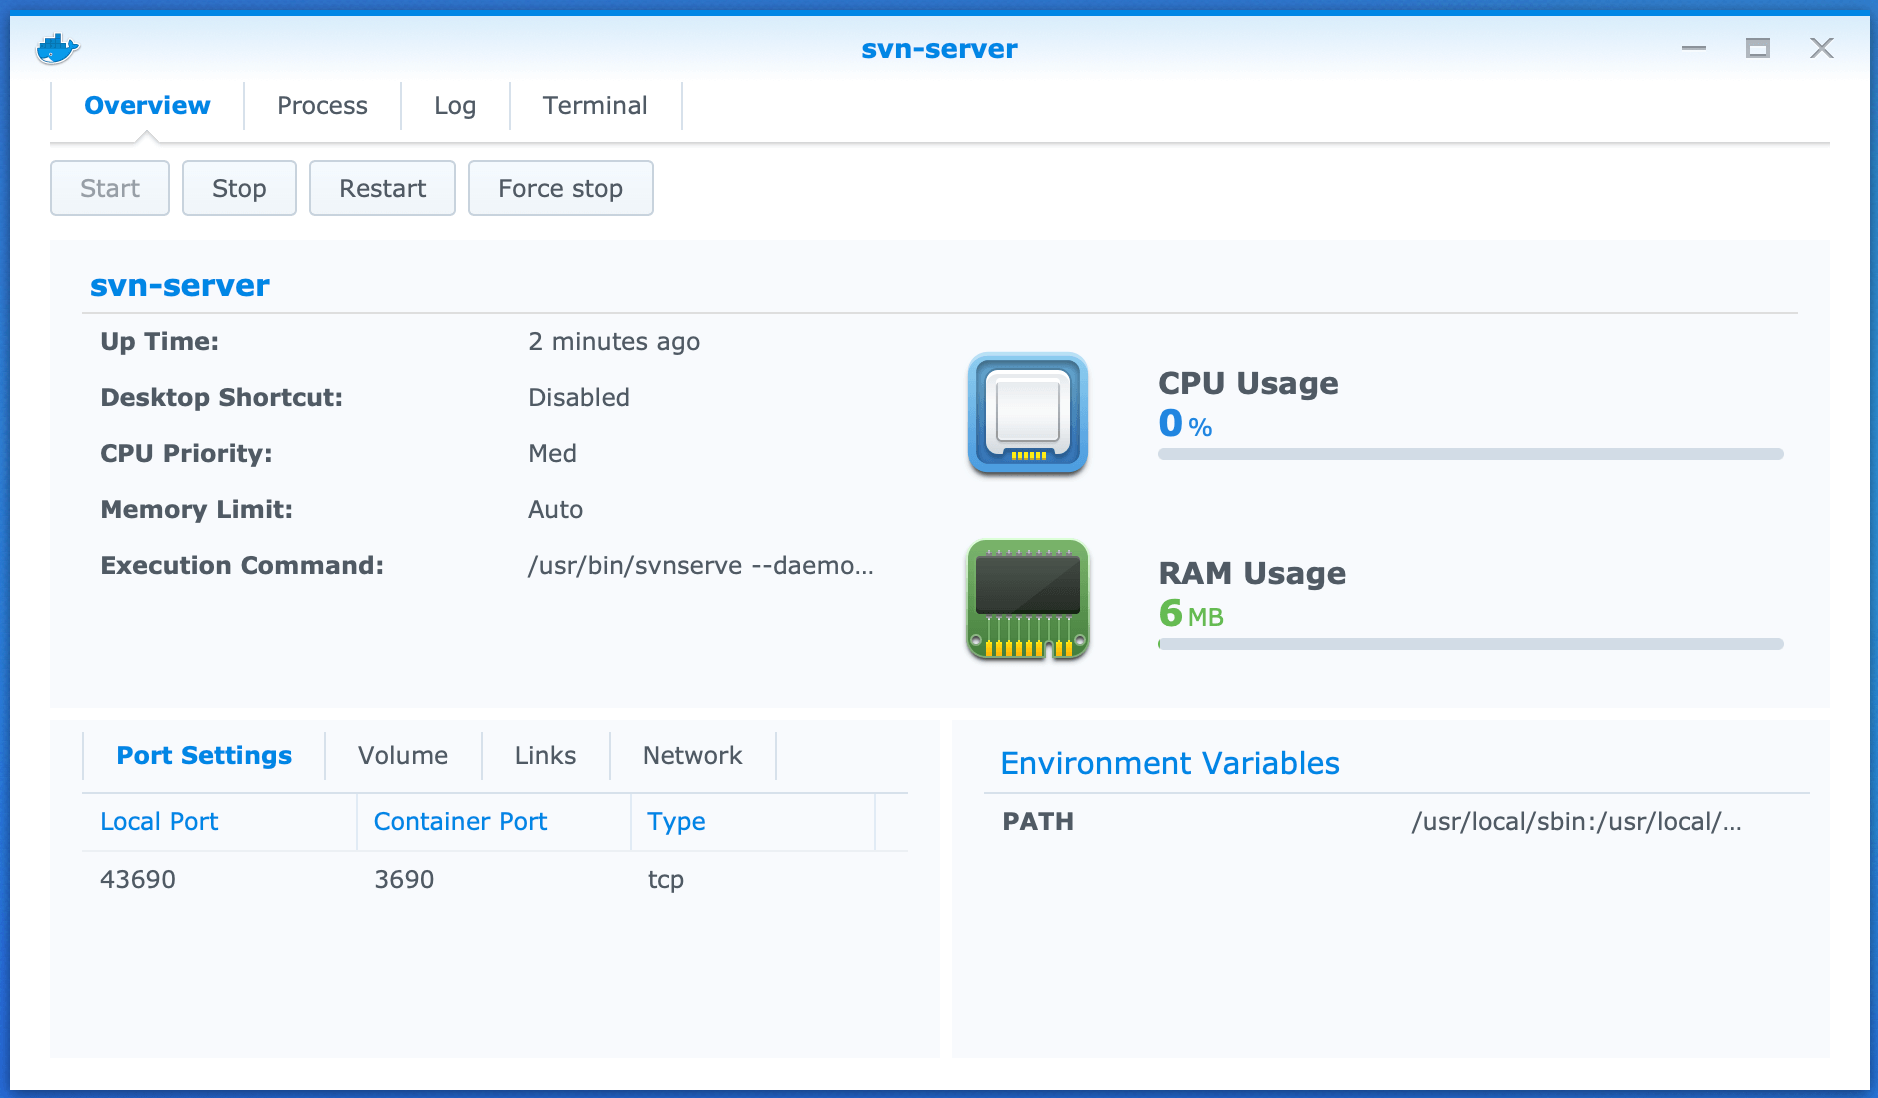 svn-server
Overview Process Log Terminal
Start Stop Restart Force stop
svn-server
Up Time: 2 minutes ago
Desktop Shortcut: Disabled
CPU Priority: Med
Memory Limit: Auto
Execution Command: /usr/bin/svnserve --daemo...
CPU Usage
0 %
RAM Usage
6 MB
Port Settings Volume Links Network
Local Port Container Port Type
43690 3690 tcp
Environment Variables
PATH /usr/local/sbin:/usr/local/...